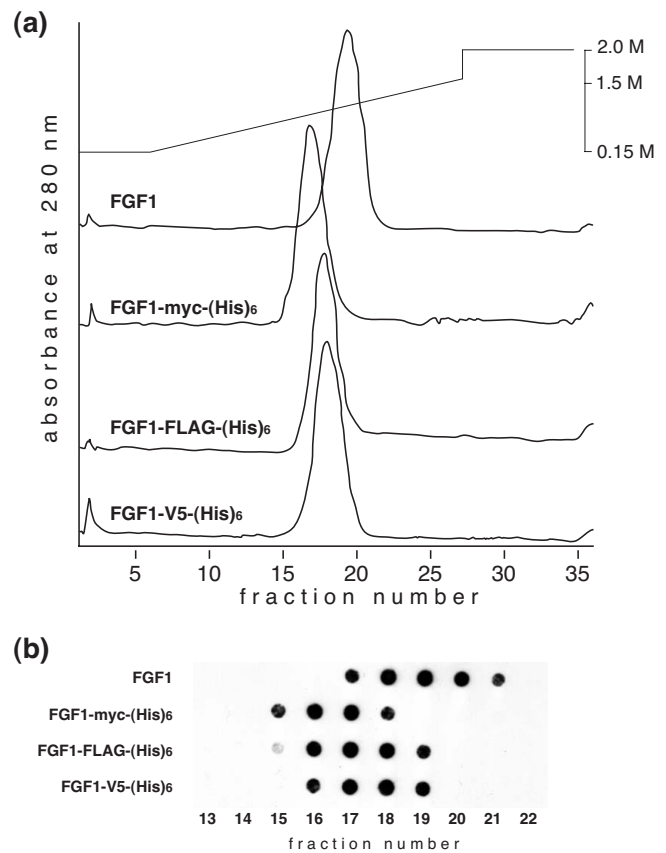 (a)
absorbance at 280 nm
2.0 M
1.5 M
0.15 M
FGF1
FGF1-myc-(His)6
FGF1-FLAG-(His)6
FGF1-V5-(His)6
5 10 15 20 25 30 35
fraction number
(b)
FGF1
FGF1-myc-(His)6
FGF1-FLAG-(His)6
FGF1-V5-(His)6
13 14 15 16 17 18 19 20 21 22
fraction number